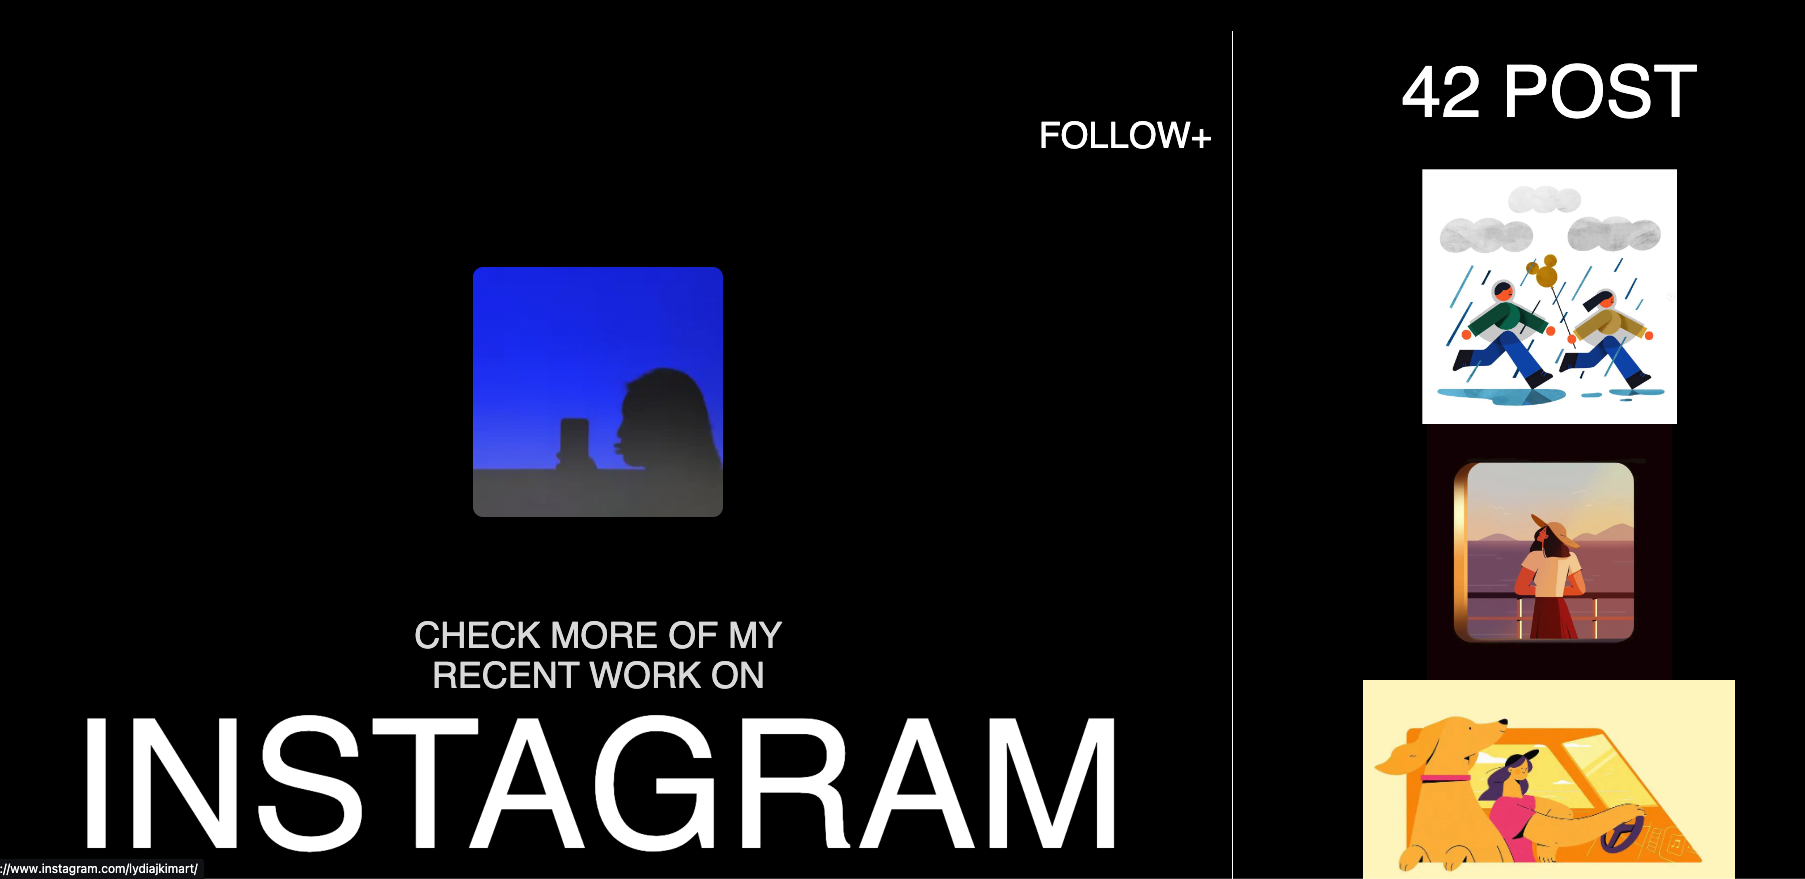 FOLLOW+
CHECK MORE OF MY
RECENT WORK ON
INSTAGRAM
42 POST
://www.instagram.com/lydiajkimart/